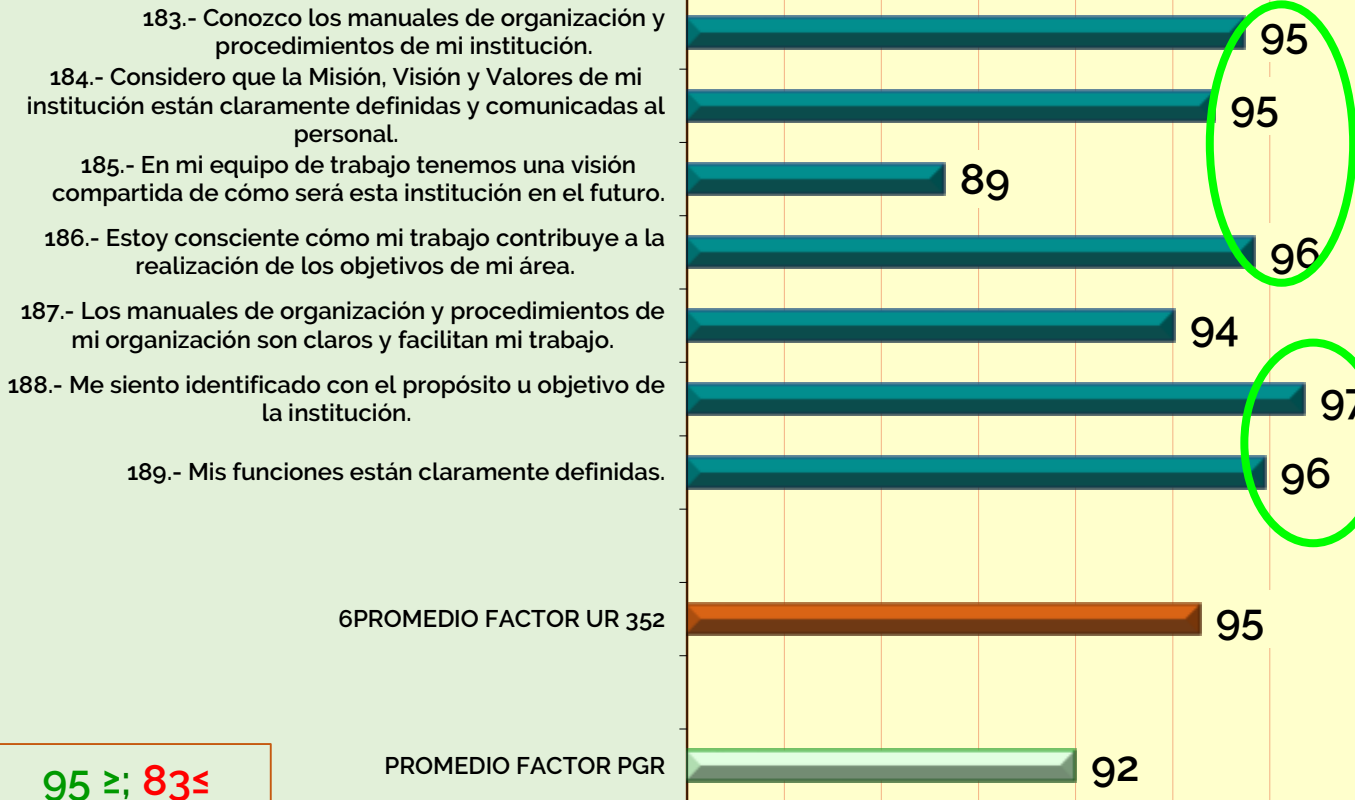 183.- Conozco los manuales de organización y
procedimientos de mi institución.
95
184.- Considero que la Misión, Visión y Valores de mi
institución están claramente definidas y comunicadas al
personal.
95
185.- En mi equipo de trabajo tenemos una visión
compartida de cómo será esta institución en el futuro.
89
186.- Estoy consciente cómo mi trabajo contribuye a la
realización de los objetivos de mi área.
96
187.- Los manuales de organización y procedimientos de
mi organización son claros y facilitan mi trabajo.
94
188.- Me siento identificado con el propósito u objetivo de
la institución.
97
189.- Mis funciones están claramente definidas.
96
6PROMEDIO FACTOR UR 352
95
PROMEDIO FACTOR PGR
92
95 ≥; 83≤